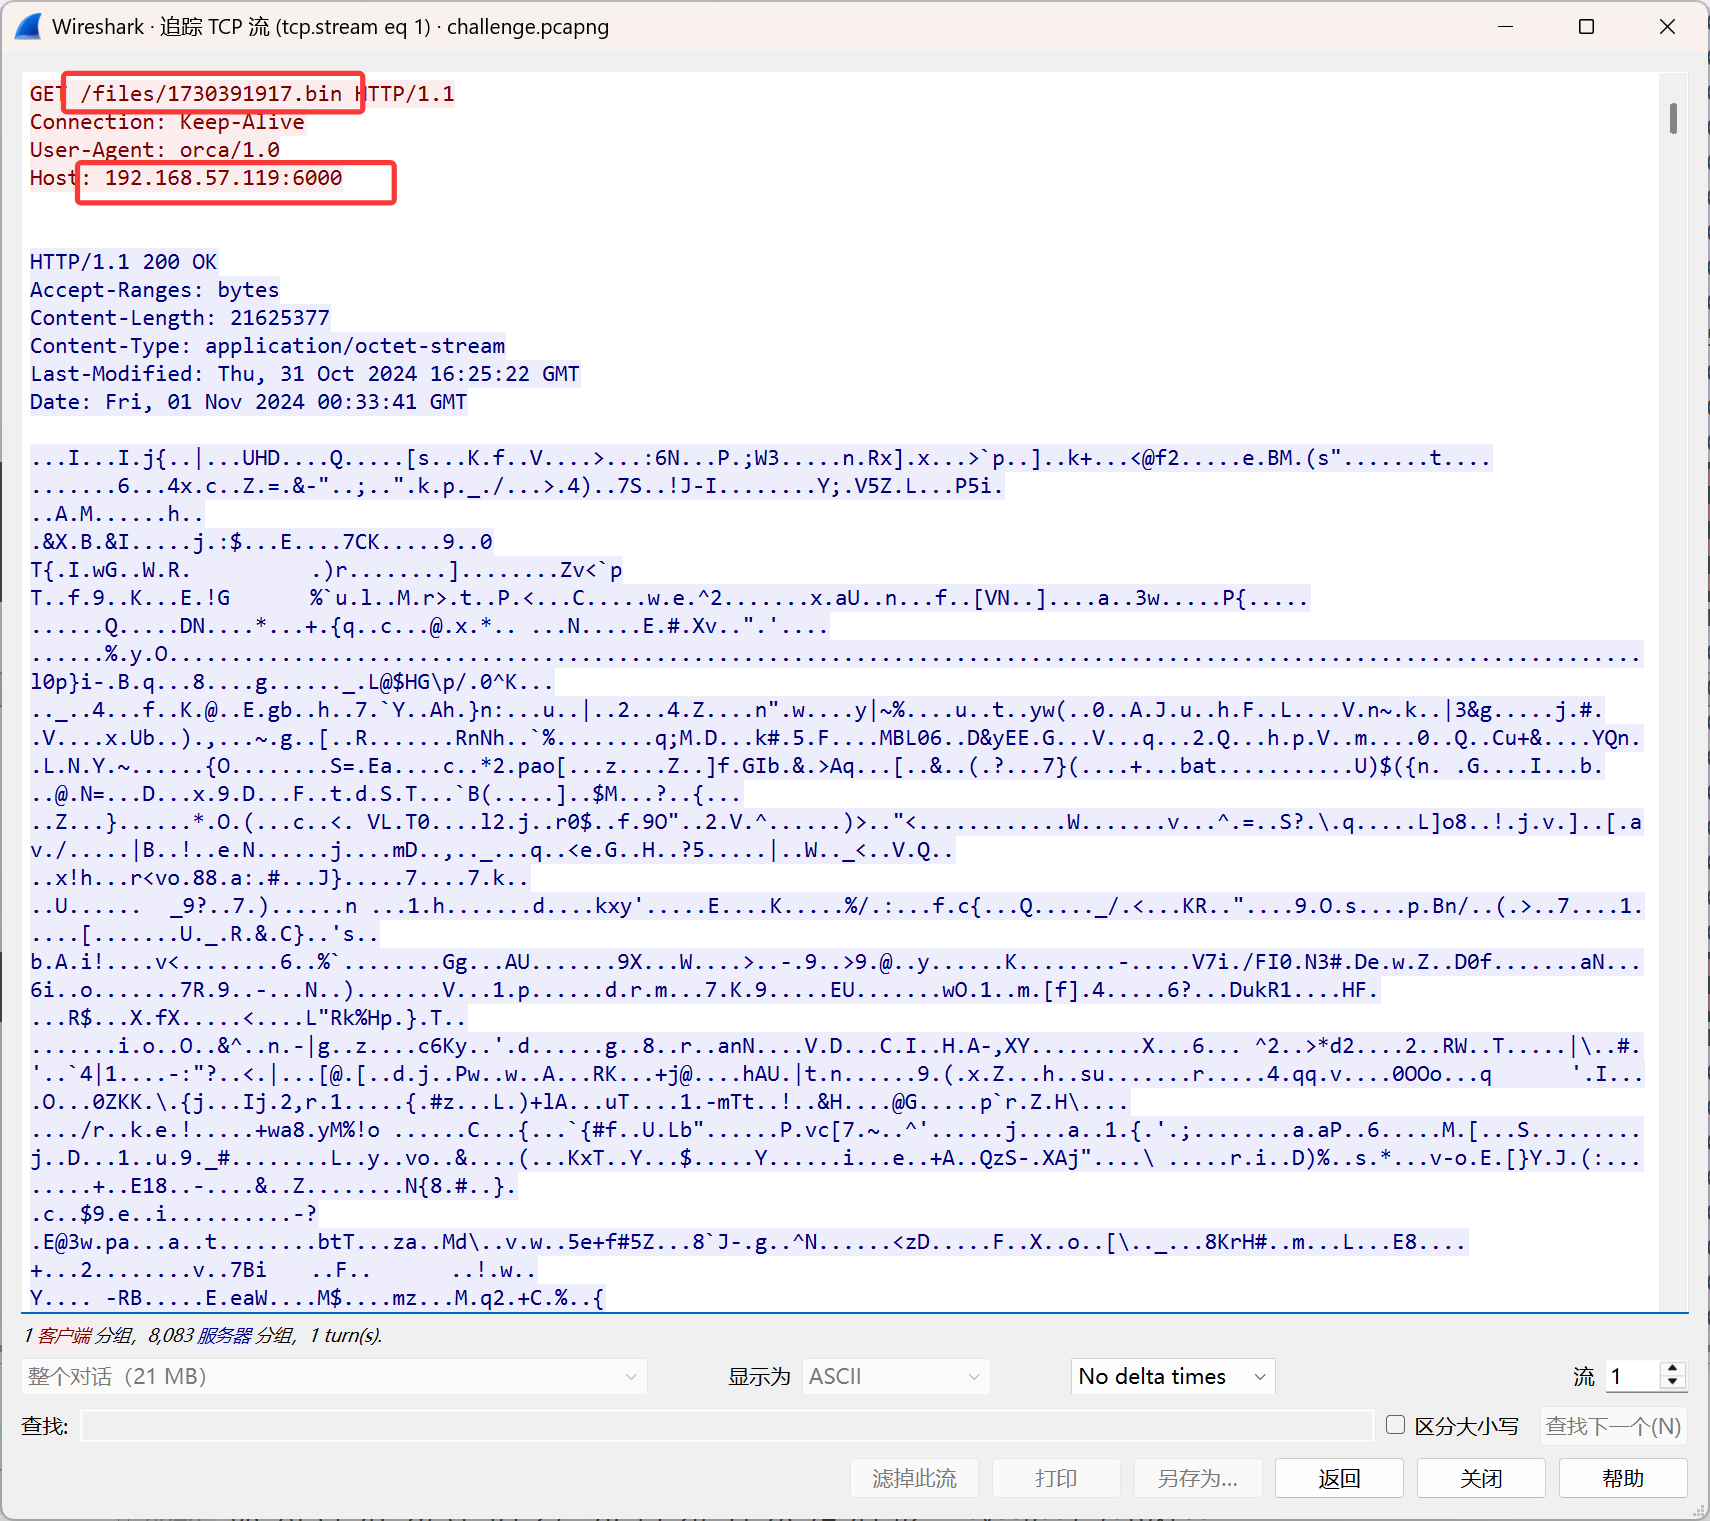 Wireshark · 追踪 TCP 流 (tcp.stream eq 1) · challenge.pcapng
GET /files/1730391917.bin HTTP/1.1
Connection: Keep-Alive
User-Agent: orca/1.0
Host: 192.168.57.119:6000
HTTP/1.1 200 OK
Accept-Ranges: bytes
Content-Length: 21625377
Content-Type: application/octet-stream
Last-Modified: Thu, 31 Oct 2024 16:25:22 GMT
Date: Fri, 01 Nov 2024 00:33:41 GMT
...I...I.j{..|...UHD....Q.....[s...K.f..V....>...:6N...P.;W3.....n.Rx].x...>`p..]..k+...<@f2.....e.BM.(s".......t....
.......6...4x.c..Z.=.&-"..;..".k.p._./...>.4)..7S..!J-I........Y;.V5Z.L...P5i.
..A.M......h..
.&X.B.&I.....j.:$...E....7CK.....9..0
T{.I.wG..W.R. .)r........]........Zv<`p
T..f.9..K...E.!G %`u.l..M.r>.t..P.<...C.....w.e.^2.......x.aU..n...f..[VN..]....a..3w.....P{.....
......Q.....DN....*...+.{q..c...@.x.*.. ...N.....E.#.Xv..".'....
l0p}i-.B.q...8....g......_.L@$HG\p/.0^K...
.._..4...f..K.@..E.gb..h..7.`Y..Ah.}n:...u..|..2...4.Z....n".w....y|~%....u..t..yw(..0..A.J.u..h.F..L....V.n~.k..|3&g.....j.#.
.V....x.Ub..).,...~.g..[..R.......RnNh..`%........q;M.D...k#.5.F....MBL06..D&yEE.G...V...q...2.Q...h.p.V..m....0..Q..Cu+&....YQn.
.L.N.Y.~......{O........S=.Ea....c..*2.pao[...z....Z..]f.GIb.&.>Aq...[..&..(.?...7}(....+...bat...........U)$({n. .G....I...b.
..@.N=...D...x.9.D...F..t.d.S.T...`B(.....]..$M...?..{...
..Z...}......*.O.(...c..<. VL.T0....l2.j..r0$..f.9O"..2.V.^......)>.."<............W.......v...^.=..S?.\.q.....L]o8..!.j.v.]..[.a
v./.....|B..!..e.N......j....mD..,.._...q..<e.G..H..?5.....|..W.._<..V.Q..
..x!h...r<vo.88.a:.#...J}.....7....7.k..
..U...... _9?..7.)......n ...1.h.......d....kxy'.....E....K.....%/.:...f.c{...Q....._/.<...KR.."....9.O.s....p.Bn/..(.>..7....1.
....[.......U._.R.&.C}..'s..
b.A.i!....v<........6..%`........Gg...AU.......9X...W....>..-.9..>9.@..y......K........-.....V7i./FI0.N3#.De.w.Z..D0f.......aN...
6i..o.......7R.9..-...N..).......V...1.p......d.r.m...7.K.9.....EU.......wO.1..m.[f].4.....6?...DukR1....HF.
...R$...X.fX.....<....L"Rk%Hp.}.T..
.......i.o..O..&^..n.-|g..z....c6Ky..'.d......g..8..r..anN....V.D...C.I..H.A-,XY.........X...6... ^2..>*d2....2..RW..T.....|\..#.
'..`4|1....-:"?..<.|...[@.[..d.j..Pw..w..A...RK...+j@....hAU.|t.n......9.(.x.Z...h..su.......r.....4.qq.v....0OOo...q '.I...
.O...0ZKK.\.{j...Ij.2,r.1.....{.#z...L.)+lA...uT....1.-mTt..!..&H....@G.....p`r.Z.H\....
..../r..k.e.!.....+wa8.yM%!o ......C...{...`{#f..U.Lb"......P.vc[7.~..^'......j....a..1.{.'.;........a.aP..6.....M.[...S.........
j..D...1..u.9._#........L..y..vo..&....(...KxT..Y...$.....Y......i...e..+A..QzS-.XAj"....\ .....r.i..D)%..s.*...v-o.E.[}Y.J.(:...
.....+..E18..-....&..Z........N{8.#..}.
.c..$9.e..i..........-?
.E@3w.pa...a..t........btT...za..Md\..v.w..5e+f#5Z...8`J-.g..^N......<zD.....F..X..o..[\.._...8KrH#..m...L...E8....
+...2........v..7Bi ..F.. ..!.w..
Y.... -RB.....E.eaW....M$....mz...M.q2.+C.%..{
1 客户端 分组, 8,083 服务器 分组, 1 turn(s).
整个对话（21 MB） 显示为 ASCII No delta times 流 1
查找: 区分大小写 查找下一个(N)
滤掉此流 打印 另存为... 返回 关闭 帮助